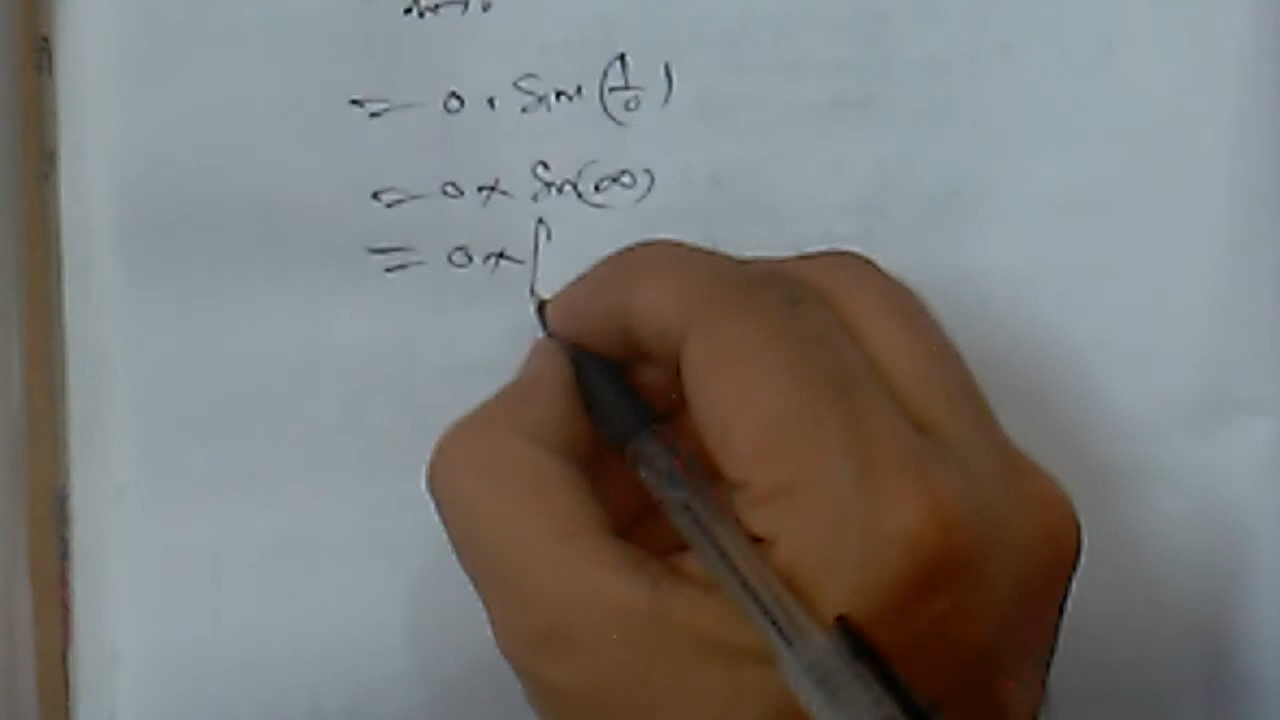 = 0 . Sin (1/0)
= 0 × Sin(∞)
= 0 × [